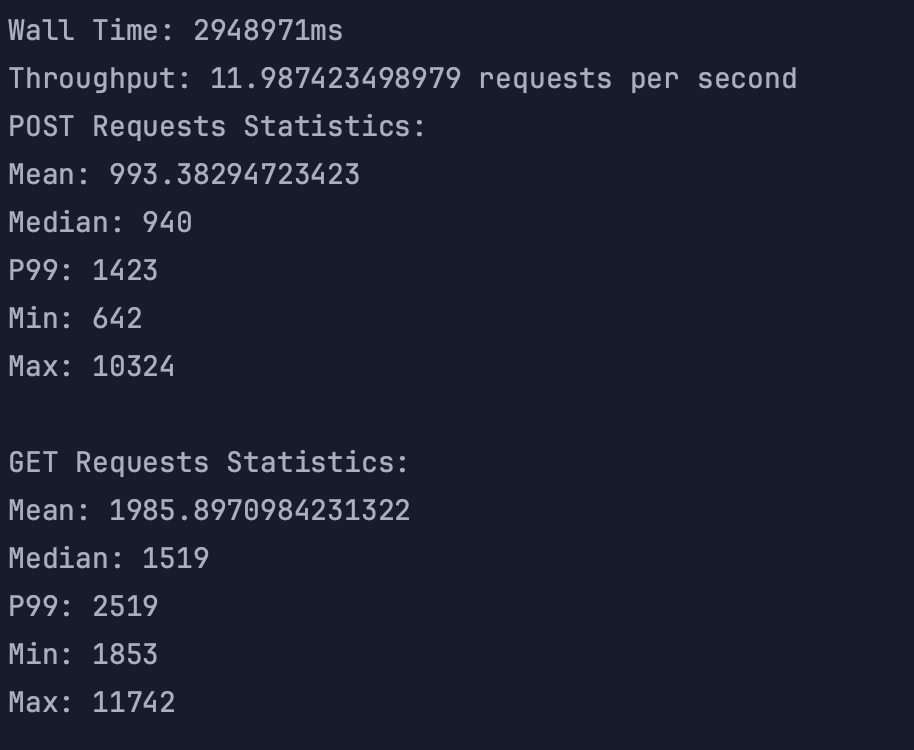 Wall Time: 2948971ms
Throughput: 11.987423498979 requests per second
POST Requests Statistics:
Mean: 993.38294723423
Median: 940
P99: 1423
Min: 642
Max: 10324
GET Requests Statistics:
Mean: 1985.8970984231322
Median: 1519
P99: 2519
Min: 1853
Max: 11742